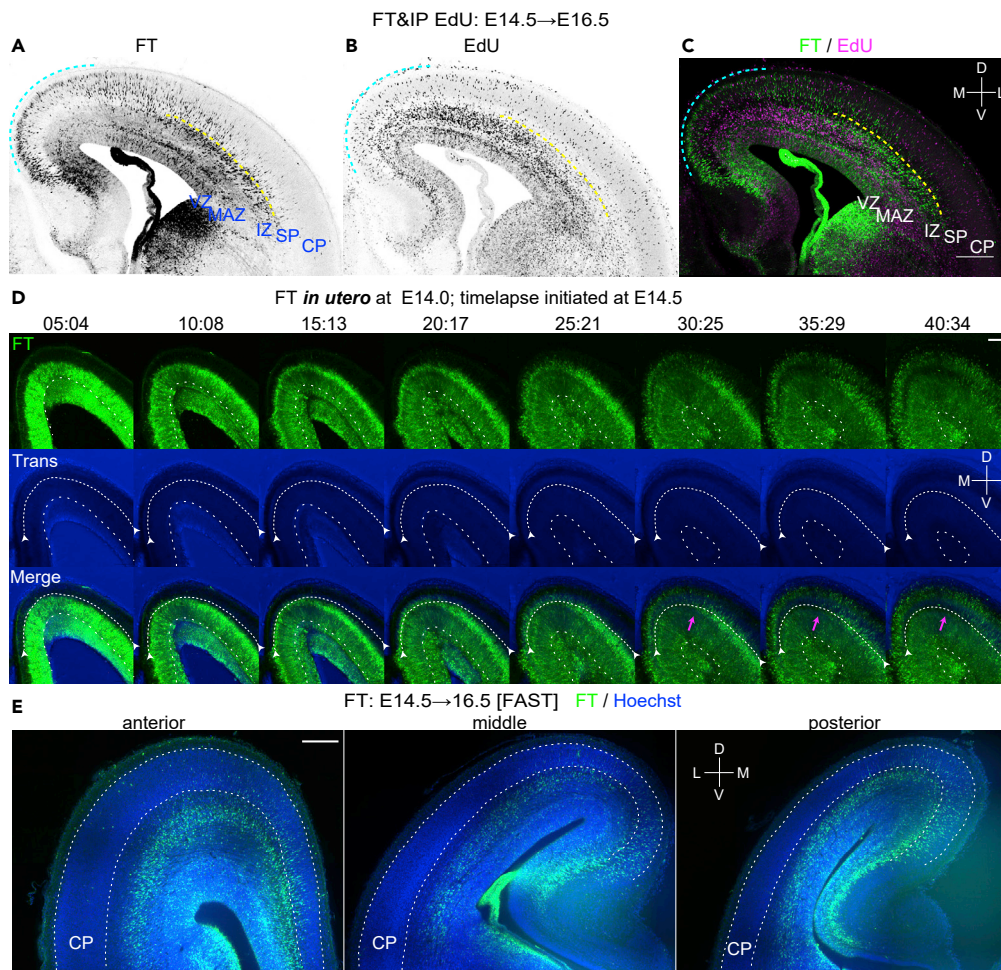 FT&IP EdU: E14.5→E16.5
A FT
B EdU
C FT / EdU
D
M L
V
VZ
MAZ
IZ
SP
CP
VZ
MAZ
IZ
SP
CP
D FT in utero at E14.0; timelapse initiated at E14.5
05:04 10:08 15:13 20:17 25:21 30:25 35:29 40:34
FT
Trans
D
M L
V
Merge
E FT: E14.5→16.5 [FAST] FT / Hoechst
anterior middle posterior
D
L M
V
CP CP CP